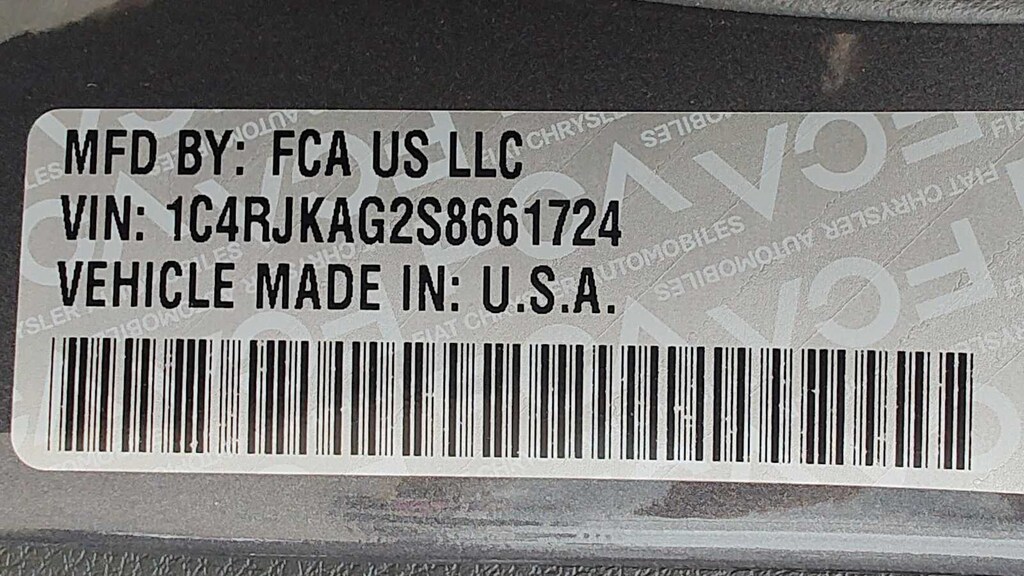 MFD BY: FCA US LLC
VIN: 1C4RJKAG2S8661724
VEHICLE MADE IN: U.S.A.